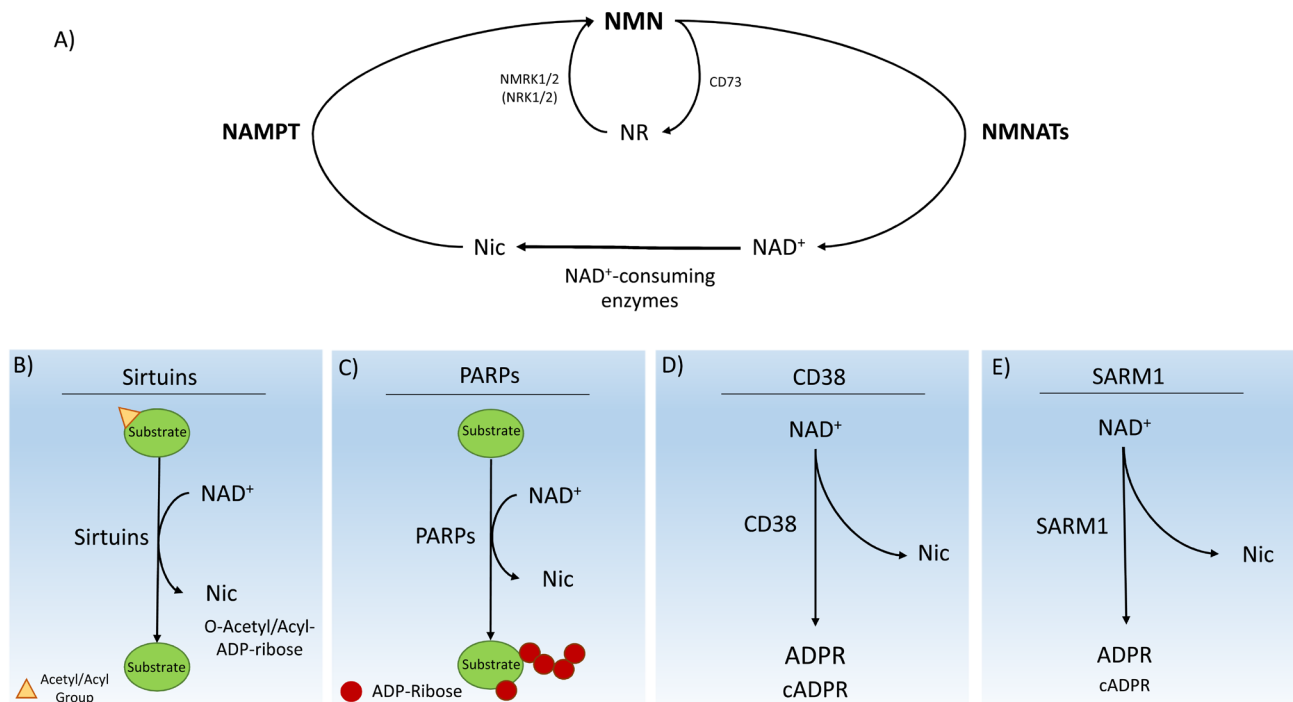 A)
NMN
NMRK1/2
(NRK1/2)
CD73
NAMPT
NR
NMNATs
Nic
NAD⁺
NAD⁺-consuming
enzymes
B)
Sirtuins
Substrate
NAD⁺
Sirtuins
Nic
O-Acetyl/Acyl-
ADP-ribose
Substrate
Acetyl/Acyl
Group
C)
PARPs
Substrate
NAD⁺
PARPs
Nic
Substrate
ADP-Ribose
D)
CD38
NAD⁺
CD38
Nic
ADPR
cADPR
E)
SARM1
NAD⁺
SARM1
Nic
ADPR
cADPR